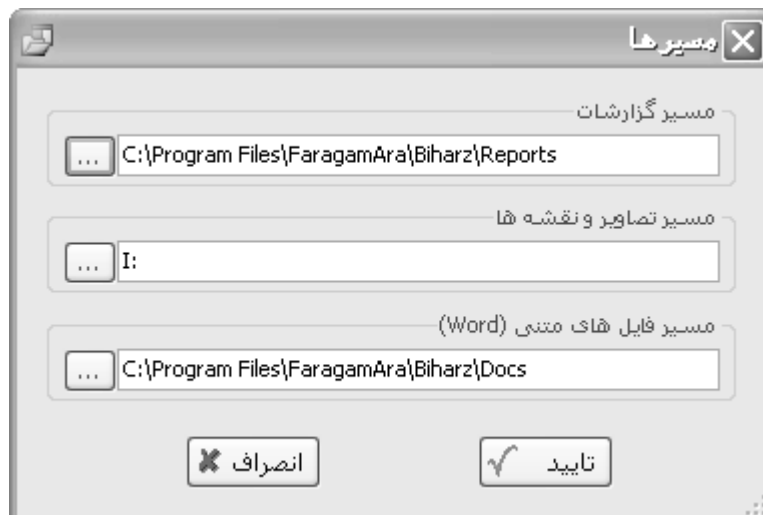 مسیرها
مسیر گزارشات
... C:\Program Files\FaragamAra\Biharz\Reports
مسیر تصاویر و نقشه ها
... I:
مسیر فایل های متنی (Word)
... C:\Program Files\FaragamAra\Biharz\Docs
تایید
انصراف